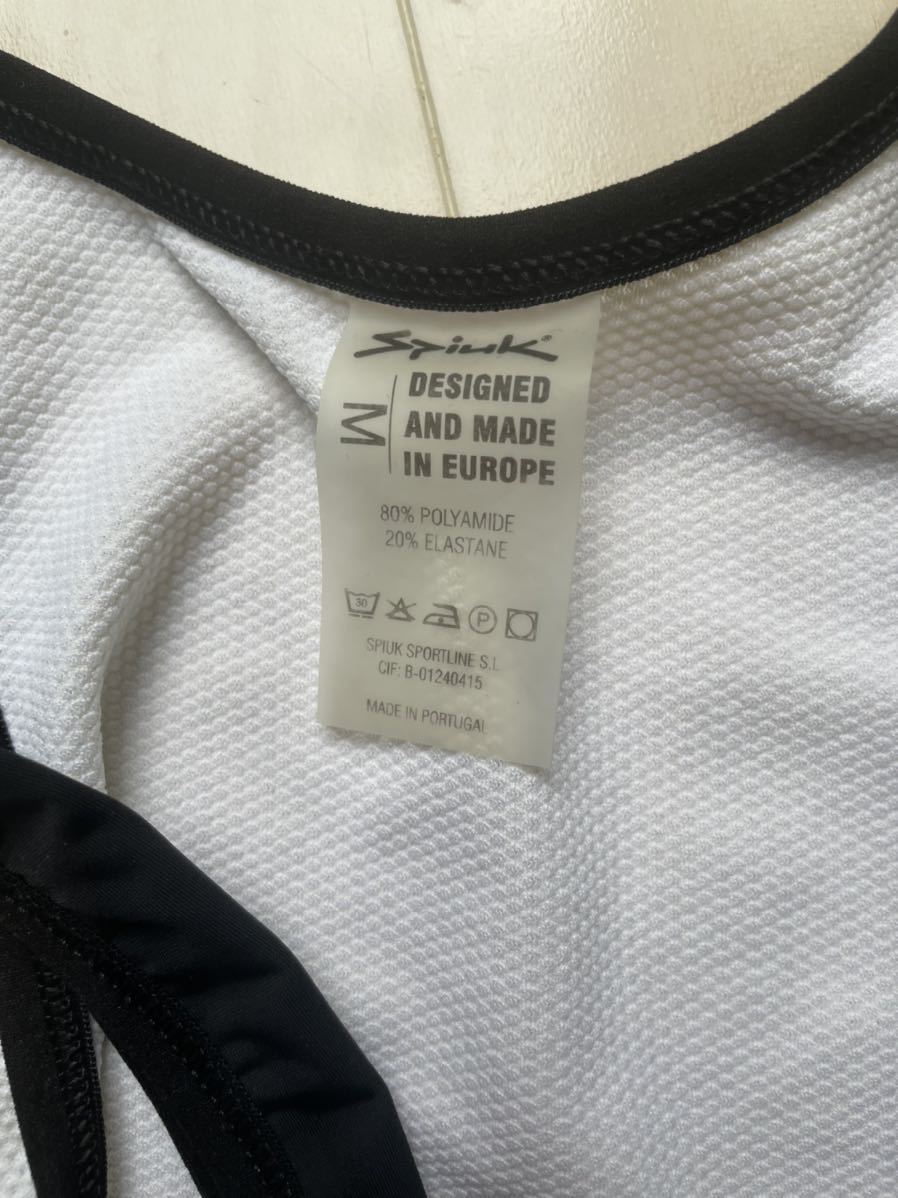 Spiuk®
M
DESIGNED
AND MADE
IN EUROPE
80% POLYAMIDE
20% ELASTANE
30 P
SPIUK SPORTLINE S.L
CIF: B-01240415
MADE IN PORTUGAL